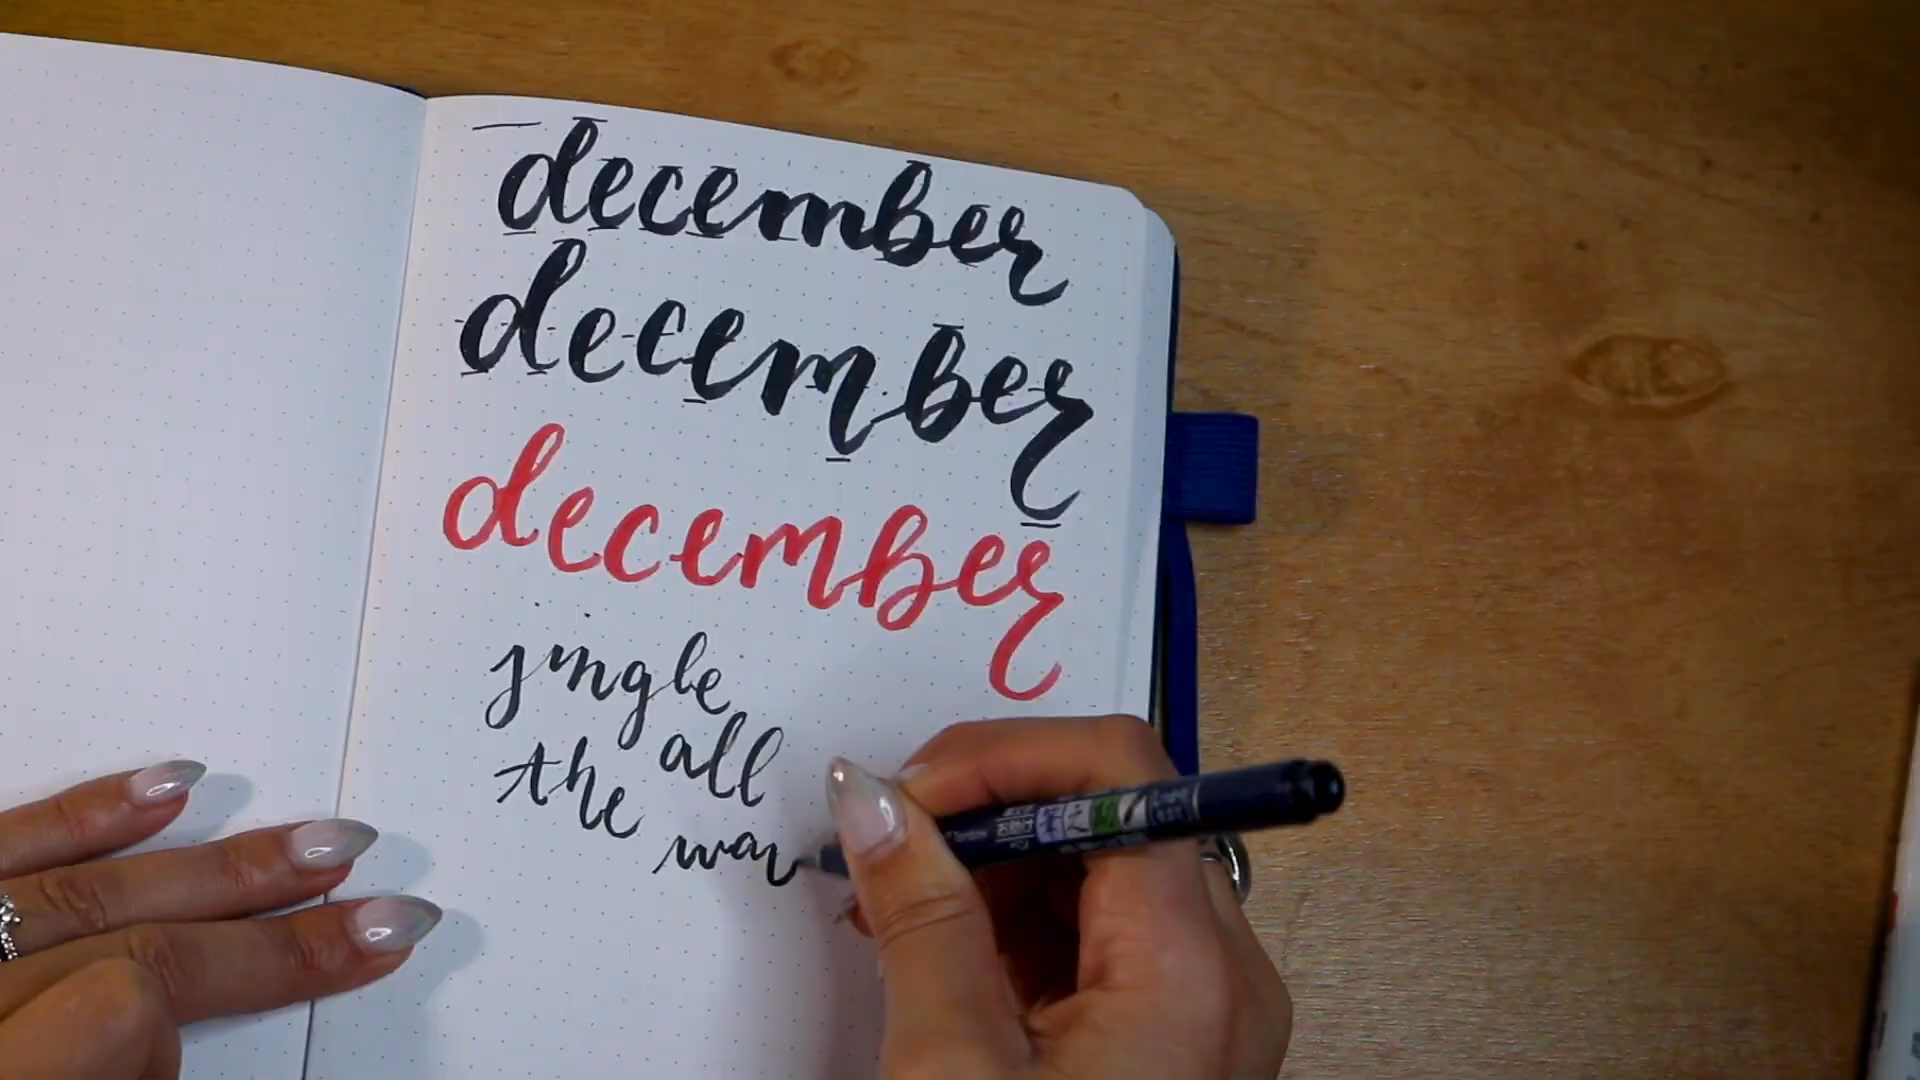 december
december
december
jingle
all
the
wa